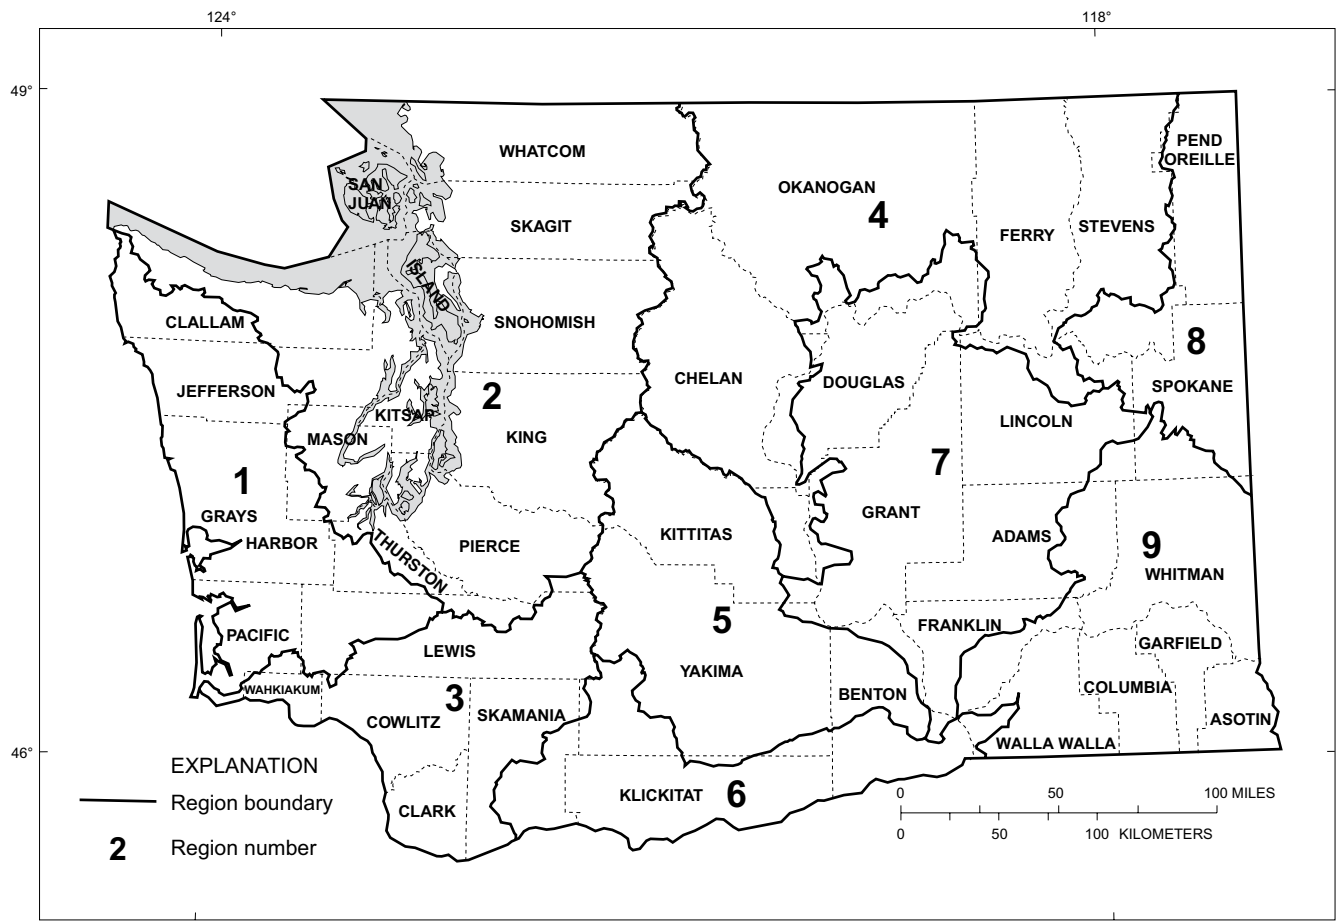 124°
118°
49°
WHATCOM
PEND
OREILLE
SAN
JUAN
OKANOGAN
4
SKAGIT
FERRY
STEVENS
ISLAND
CLALLAM
SNOHOMISH
8
JEFFERSON
CHELAN
DOUGLAS
SPOKANE
2
KITSAP
LINCOLN
MASON
KING
1
7
GRAYS
HARBOR
GRANT
KITTITAS
ADAMS
THURSTON
PIERCE
9
WHITMAN
PACIFIC
5
FRANKLIN
GARFIELD
LEWIS
YAKIMA
WAHKIAKUM
3
BENTON
COLUMBIA
COWLITZ
SKAMANIA
ASOTIN
46°
WALLA WALLA
CLARK
KLICKITAT
6
EXPLANATION
Region boundary
2 Region number
0 50 100 MILES
0 50 100 KILOMETERS